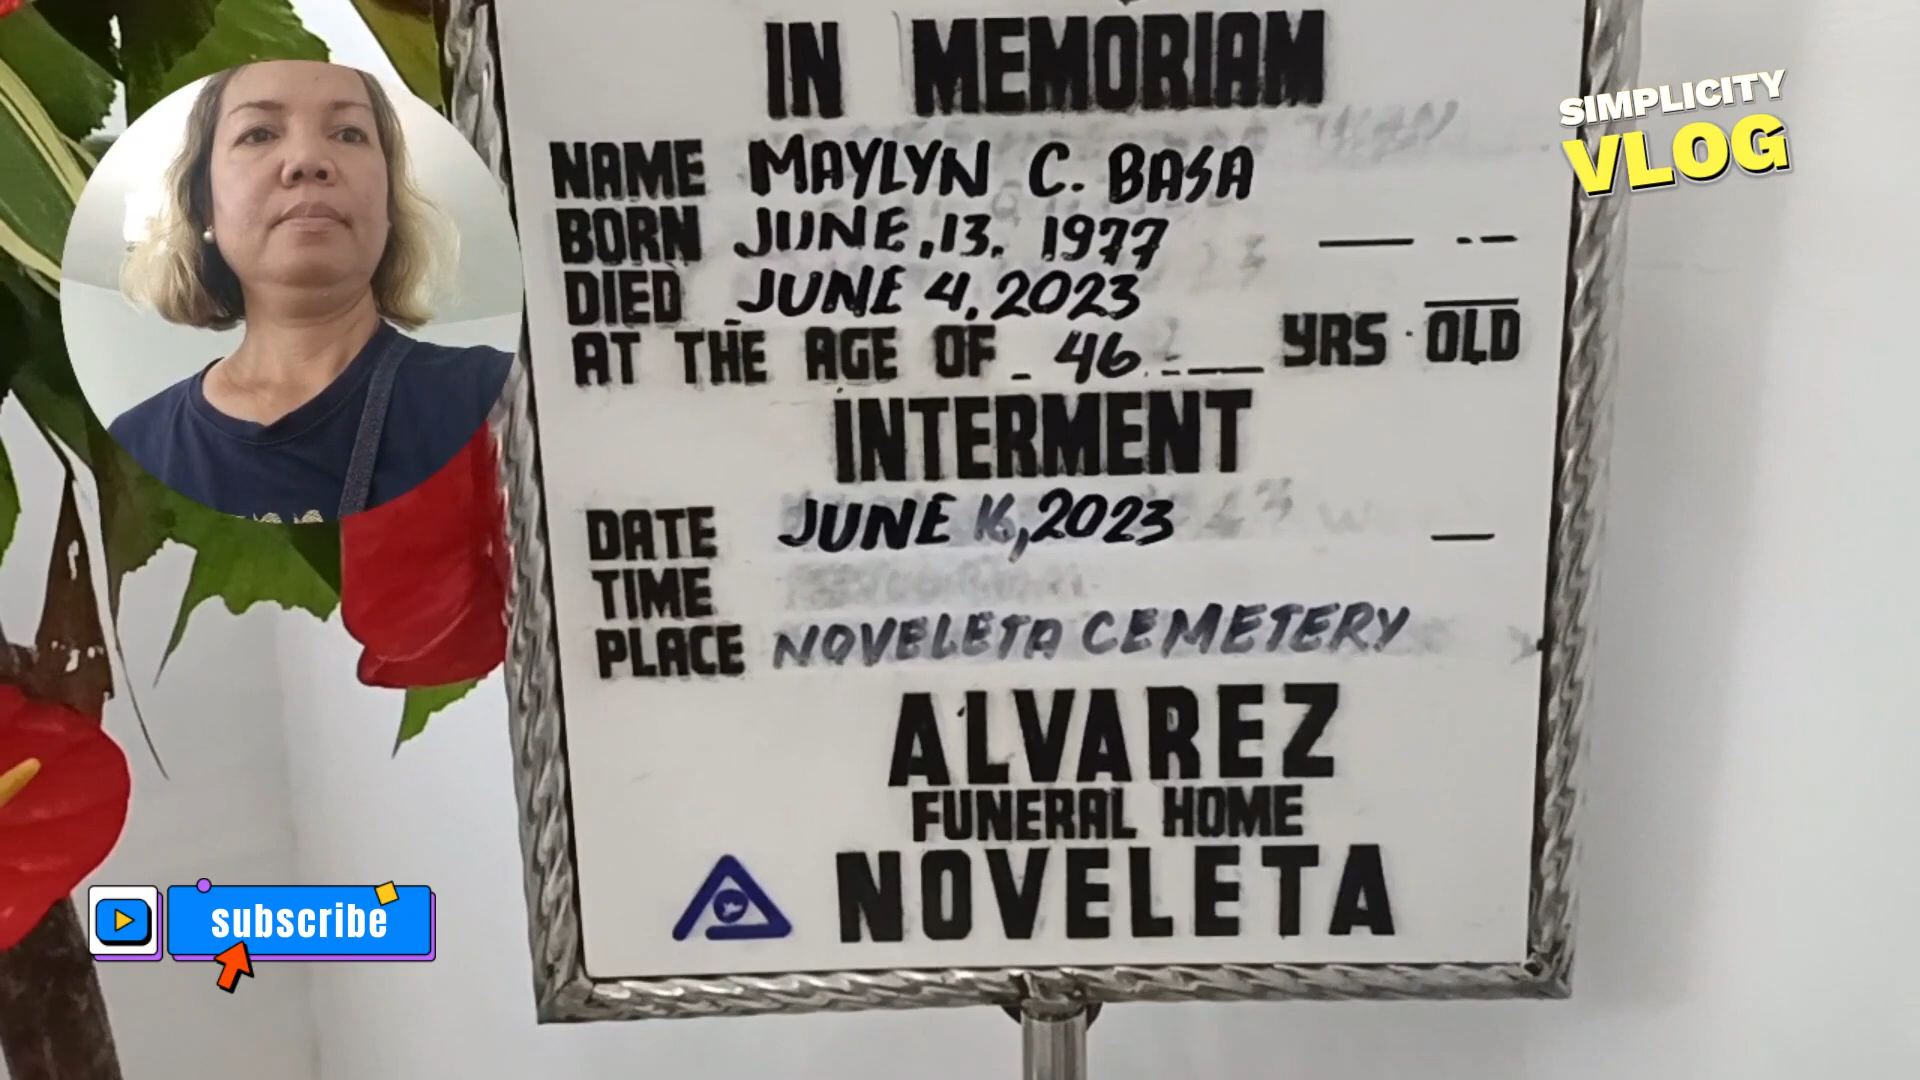 IN MEMORIAM
SIMPLICITY
VLOG
NAME MAYLYN C. BASA
BORN JUNE, 13. 1977
DIED JUNE 4, 2023
AT THE AGE OF 46 YRS. OLD
INTERMENT
DATE JUNE 16, 2023
TIME
PLACE NOVELETA CEMETERY
ALVAREZ
FUNERAL HOME
NOVELETA
subscribe